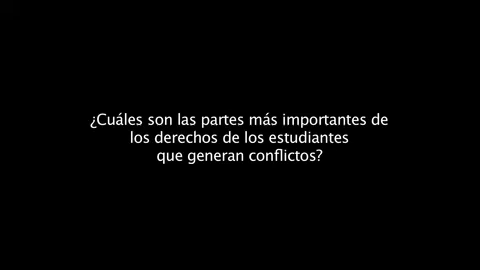 ¿Cuáles son las partes más importantes de
los derechos de los estudiantes
que generan conflictos?